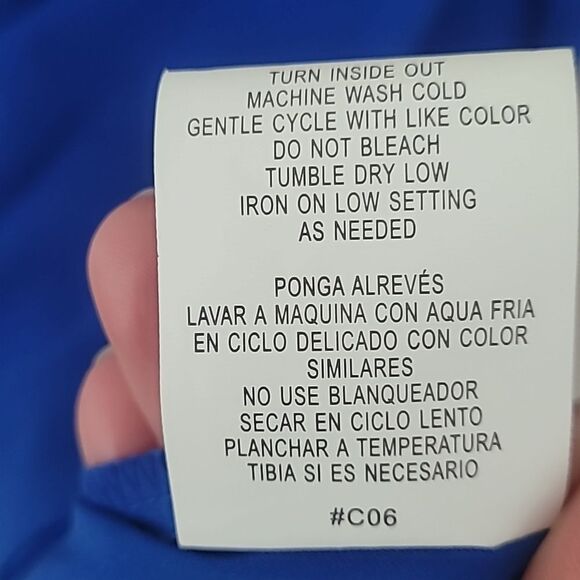 TURN INSIDE OUT
MACHINE WASH COLD
GENTLE CYCLE WITH LIKE COLOR
DO NOT BLEACH
TUMBLE DRY LOW
IRON ON LOW SETTING
AS NEEDED
PONGA ALREVÉS
LAVAR A MAQUINA CON AQUA FRIA
EN CICLO DELICADO CON COLOR
SIMILARES
NO USE BLANQUEADOR
SECAR EN CICLO LENTO
PLANCHAR A TEMPERATURA
TIBIA SI ES NECESARIO
#C06